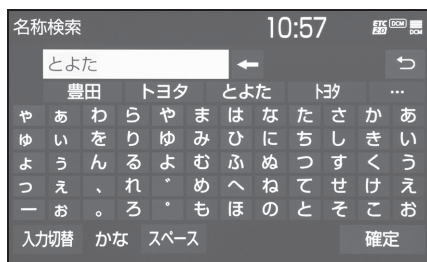 名称検索 10:57 ETC 2.0 DCM DCM
とよた
豊田 トヨタ とよた ﾄﾖﾀ …
ゃ ぁ わ ら や ま は な た さ か あ
ゅ ぃ を り ゆ み ひ に ち し き い
ょ ぅ ん る よ む ふ ぬ つ す く う
っ ぇ 、 れ ゛ め へ ね て せ け え
ー ぉ 。 ろ ゜ も ほ の と そ こ お
入力切替 かな スペース 確定